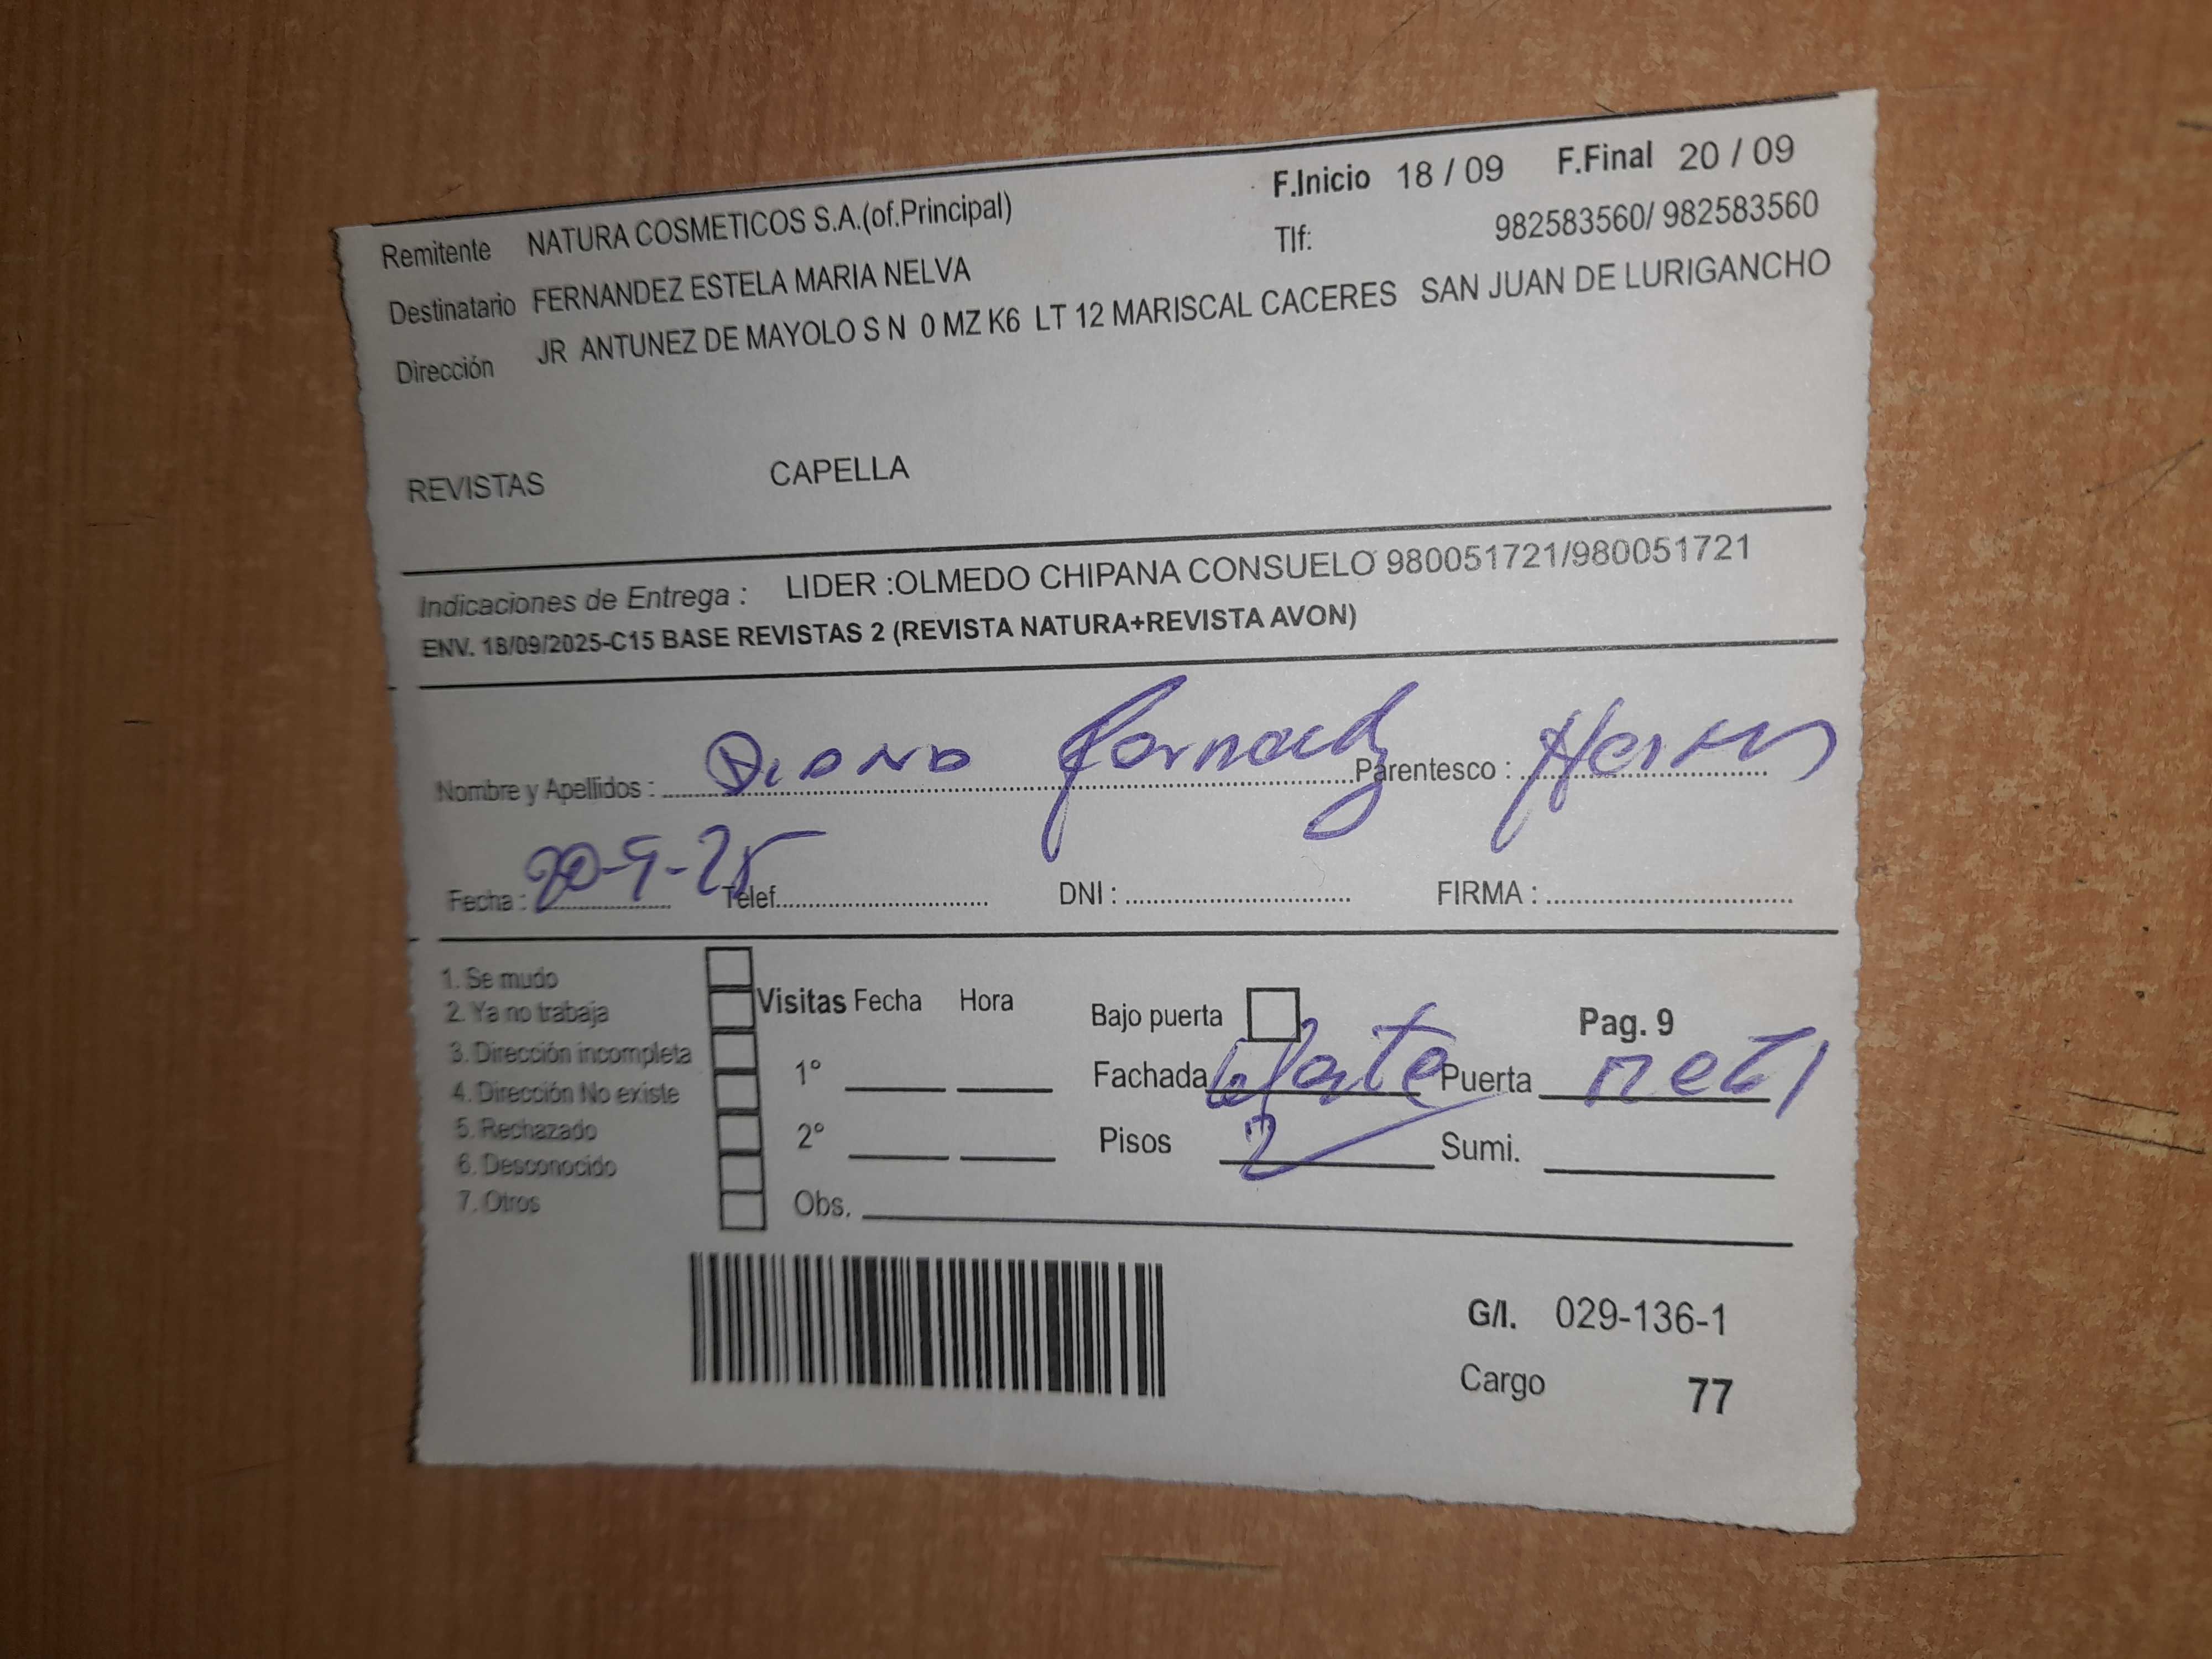 F.Inicio 18 / 09 F.Final 20 / 09
Remitente NATURA COSMETICOS S.A.(of.Principal) Tlf: 982583560/ 982583560
Destinatario FERNANDEZ ESTELA MARIA NELVA
Dirección JR ANTUNEZ DE MAYOLO S N 0 MZ K6 LT 12 MARISCAL CACERES SAN JUAN DE LURIGANCHO
REVISTAS CAPELLA
Indicaciones de Entrega : LIDER :OLMEDO CHIPANA CONSUELO 980051721/980051721
ENV. 18/09/2025-C15 BASE REVISTAS 2 (REVISTA NATURA+REVISTA AVON)
Nombre y Apellidos : Diana Parentesco :
Fecha : 20-9-25 Telef. DNI : FIRMA :
1. Se mudo
2. Ya no trabaja
3. Dirección incompleta
4. Dirección No existe
5. Rechazado
6. Desconocido
7. Otros
Visitas Fecha Hora Bajo puerta Pag. 9
1° Fachada Puerta
2° Pisos 2 Sumi.
Obs.
G/I. 029-136-1
Cargo 77